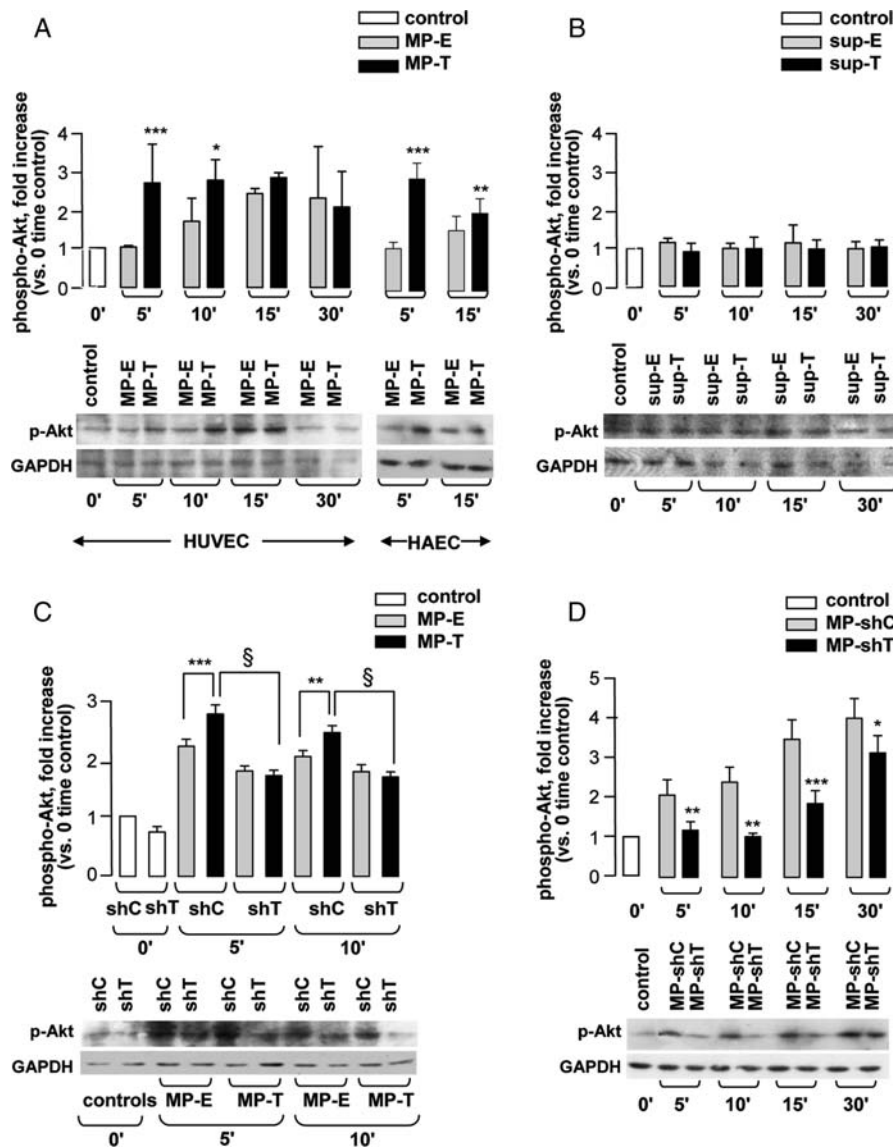 A
control
MP-E
MP-T
phospho-Akt, fold increase
(vs. 0 time control)
4
3
2
1
0
*** * *** **
0' 5' 10' 15' 30' 5' 15'
control MP-E MP-T MP-E MP-T MP-E MP-T MP-E MP-T MP-E MP-T MP-E MP-T
p-Akt
GAPDH
0' 5' 10' 15' 30' 5' 15'
HUVEC HAEC
B
control
sup-E
sup-T
phospho-Akt, fold increase
(vs. 0 time control)
4
3
2
1
0
0' 5' 10' 15' 30'
control sup-E sup-T sup-E sup-T sup-E sup-T sup-E sup-T
p-Akt
GAPDH
0' 5' 10' 15' 30'
C
control
MP-E
MP-T
phospho-Akt, fold increase
(vs. 0 time control)
3
2
1
0
*** § ** §
shC shT shC shT shC shT
0' 5' 10'
shC shT shC shT shC shT shC shT shC shT
p-Akt
GAPDH
controls MP-E MP-T MP-E MP-T
0' 5' 10'
D
control
MP-shC
MP-shT
phospho-Akt, fold increase
(vs. 0 time control)
5
4
3
2
1
0
** ** *** *
0' 5' 10' 15' 30'
control MP-shC MP-shT MP-shC MP-shT MP-shC MP-shT MP-shC MP-shT
p-Akt
GAPDH
0' 5' 10' 15' 30'